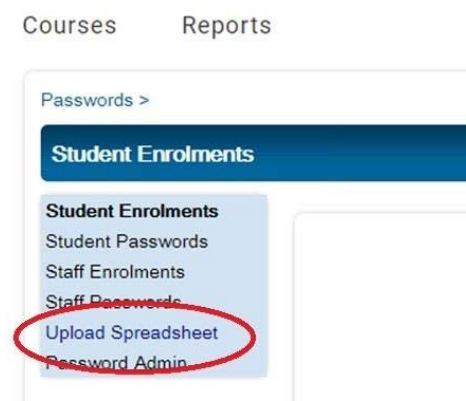 Courses Reports
Passwords >
Student Enrolments
Student Enrolments
Student Passwords
Staff Enrolments
Staff Passwords
Upload Spreadsheet
Password Admin